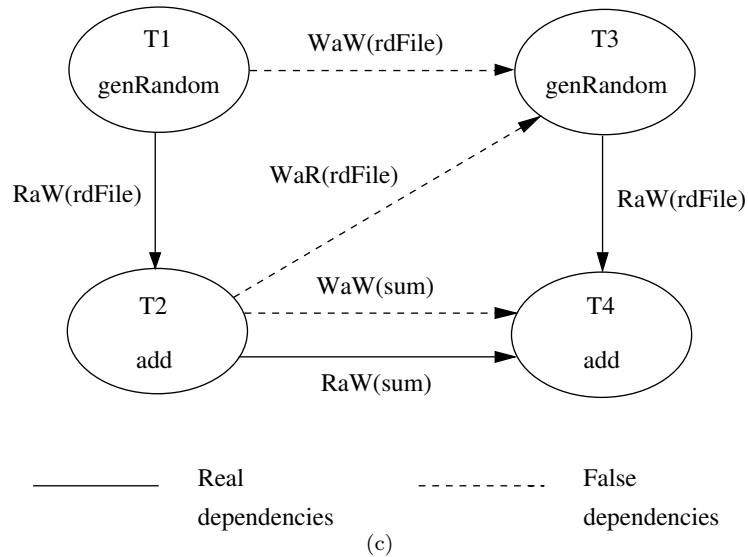 T1
genRandom
WaW(rdFile)
T3
genRandom
RaW(rdFile)
WaR(rdFile)
RaW(rdFile)
T2
add
WaW(sum)
RaW(sum)
T4
add
Real
dependencies
False
dependencies
(c)